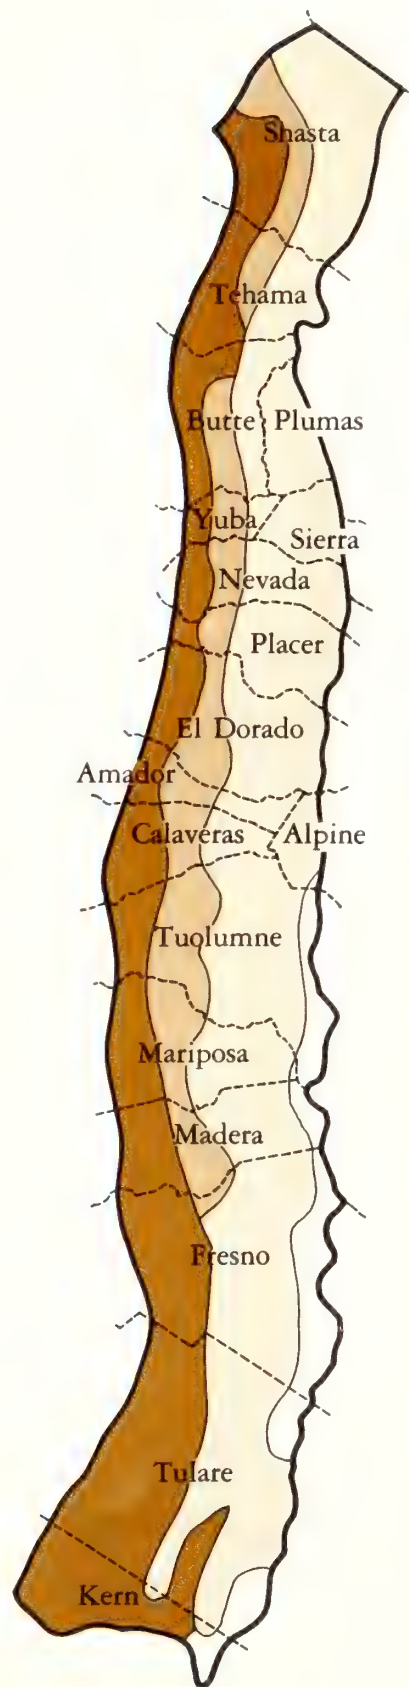 Shasta
Tehama
Butte
Plumas
Yuba
Sierra
Nevada
Placer
El Dorado
Amador
Calaveras
Alpine
Tuolumne
Mariposa
Madera
Fresno
Tulare
Kern